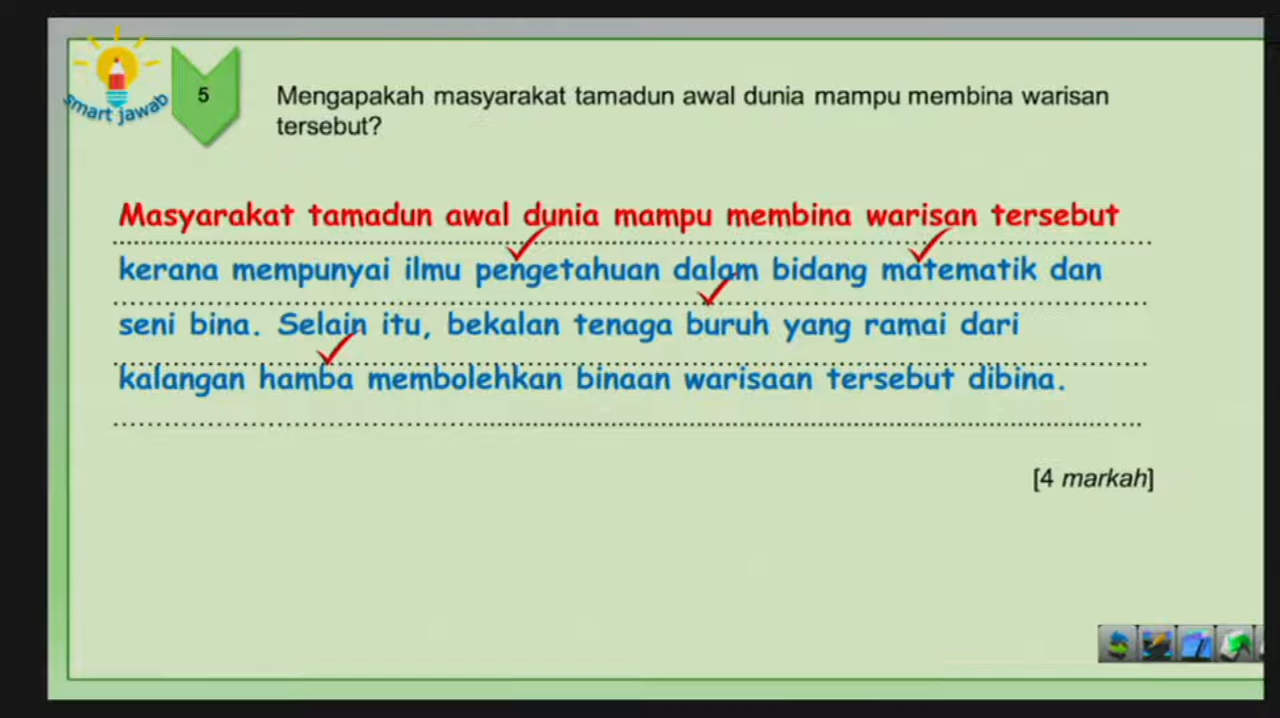 smart jawab
5
Mengapakah masyarakat tamadun awal dunia mampu membina warisan
tersebut?
Masyarakat tamadun awal dunia mampu membina warisan tersebut
kerana mempunyai ilmu pengetahuan dalam bidang matematik dan
seni bina. Selain itu, bekalan tenaga buruh yang ramai dari
kalangan hamba membolehkan binaan warisaan tersebut dibina.
[4 markah]